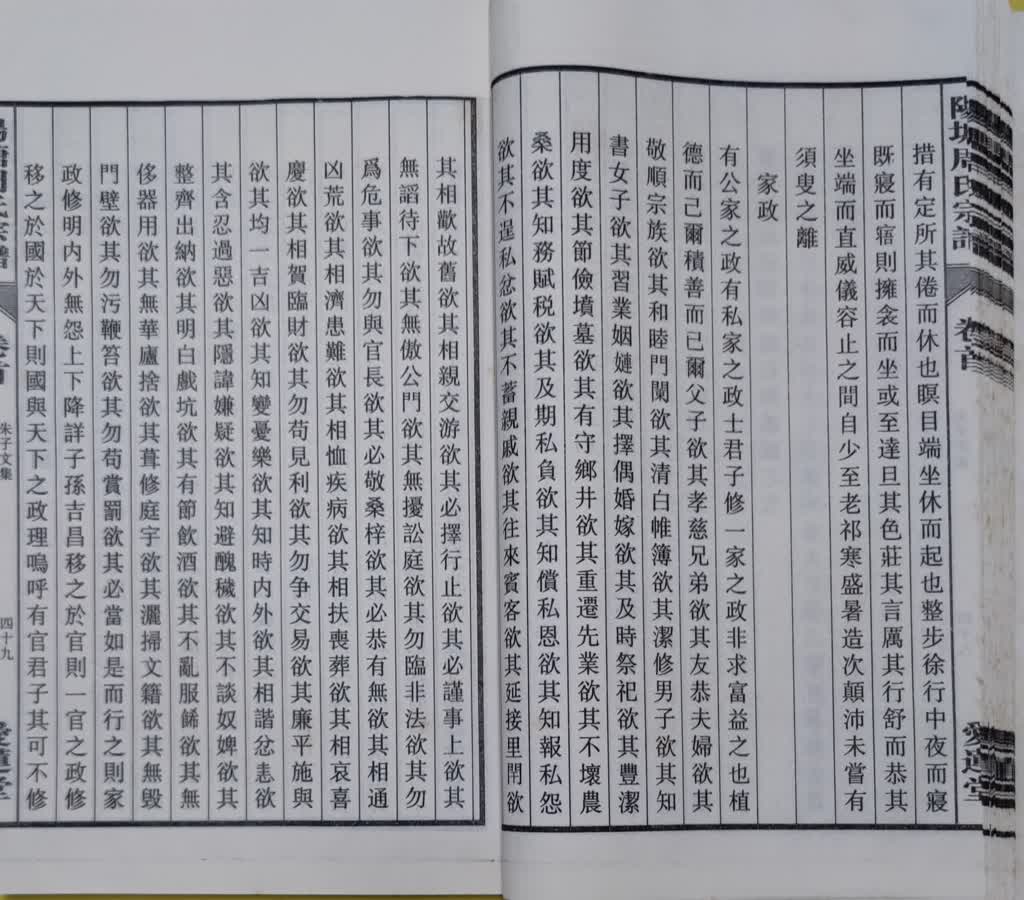 陽塘周氏宗譜
卷首
愛蓮堂
措有定所其倦而休也瞑目端坐休而起也整步徐行中夜而寢
既寢而寤則擁衾而坐或至達旦其色莊其言厲其行舒而恭其
坐端而直威儀容止之間自少至老祁寒盛暑造次顛沛未嘗有
須叟之離
家政
有公家之政有私家之政士君子修一家之政非求富益之也植
德而己爾積善而已爾父子欲其孝慈兄弟欲其友恭夫婦欲其
敬順宗族欲其和睦門闌欲其清白帷簿欲其潔修男子欲其知
書女子欲其習業姻嫌欲其擇偶婚嫁欲其及時祭祀欲其豐潔
用度欲其節儉墳墓欲其有守鄉井欲其重遷先業欲其不壞農
桑欲其知務賦税欲其及期私負欲其知償私恩欲其知報私怨
欲其不逞私忿欲其不蓄親戚欲其往來賓客欲其延接里閈欲
其相歡故舊欲其相親交游欲其必擇行止欲其必謹事上欲其
無諂待下欲其無傲公門欲其無擾訟庭欲其勿臨非法欲其勿
爲危事欲其勿與官長欲其必敬桑梓欲其必恭有無欲其相通
凶荒欲其相濟患難欲其相恤疾病欲其相扶喪葬欲其相哀喜
慶欲其相賀臨財欲其勿苟見利欲其勿争交易欲其廉平施與
欲其均一吉凶欲其知變憂樂欲其知時内外欲其相諧忿恚欲
其含忍過惡欲其隱諱嫌疑欲其知避醜穢欲其不談奴婢欲其
整齊出納欲其明白戲坑欲其有節飲酒欲其不亂服餙欲其無
侈器用欲其無華廬捨欲其葺修庭宇欲其灑掃文籍欲其無毁
門壁欲其勿污鞭笞欲其勿苟賞罰欲其必當如是而行之則家
政修明内外無怨上下降詳子孫吉昌移之於官則一官之政修
移之於國於天下則國與天下之政理嗚呼有官君子其可不修
陽塘周氏宗譜
卷首
朱子文集
四十九
愛蓮堂